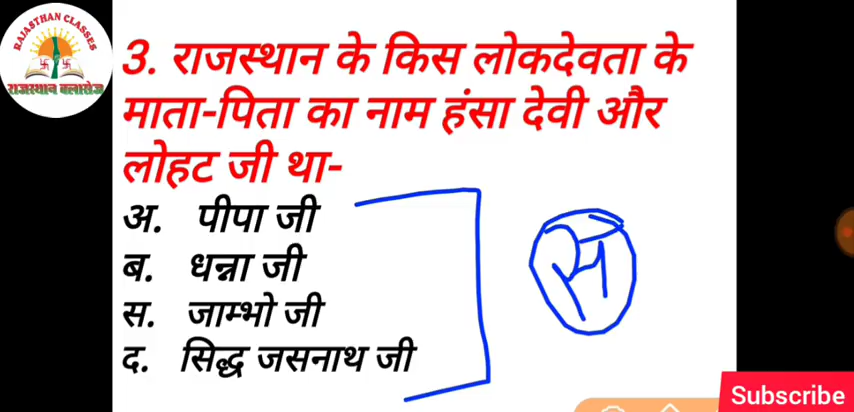 RAJASTHAN CLASSES
राजस्थान क्लासेज
3. राजस्थान के किस लोकदेवता के
माता-पिता का नाम हंसा देवी और
लोहट जी था-
अ. पीपा जी
ब. धन्ना जी
स. जाम्भो जी
द. सिद्ध जसनाथ जी
स
Subscribe